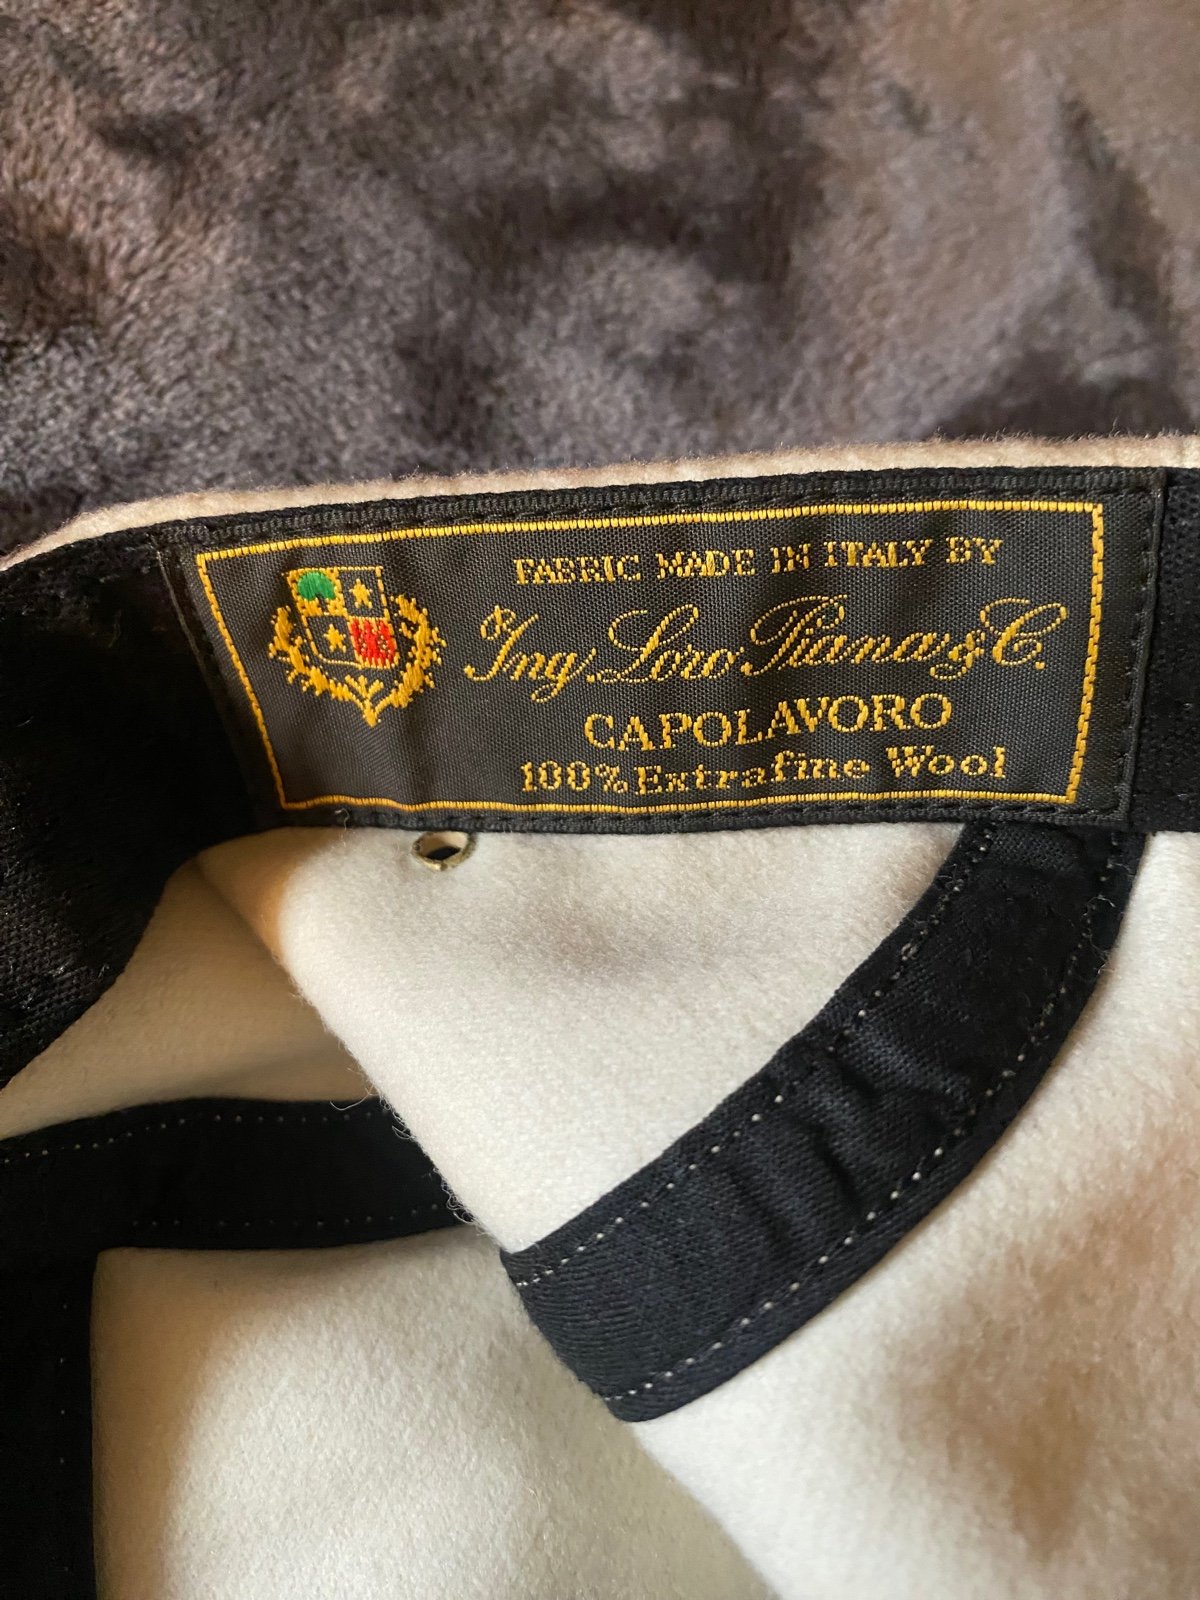 FABRIC MADE IN ITALY BY
Ing. Loro Piana & C.
CAPOLAVORO
100% Extrafine Wool